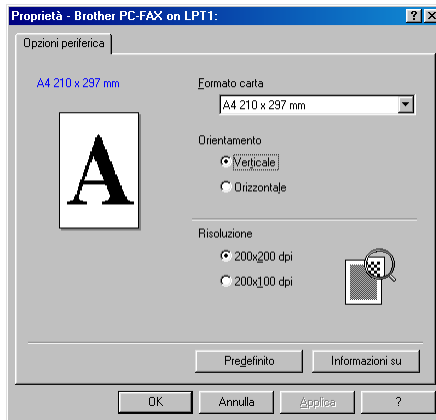 Proprietà - Brother PC-FAX on LPT1:
Opzioni periferica
A4 210 x 297 mm
Formato carta
A4 210 x 297 mm
A
Orientamento
Verticale
Orizzontale
Risoluzione
200x200 dpi
200x100 dpi
Predefinito
Informazioni su
OK
Annulla
Applica
?